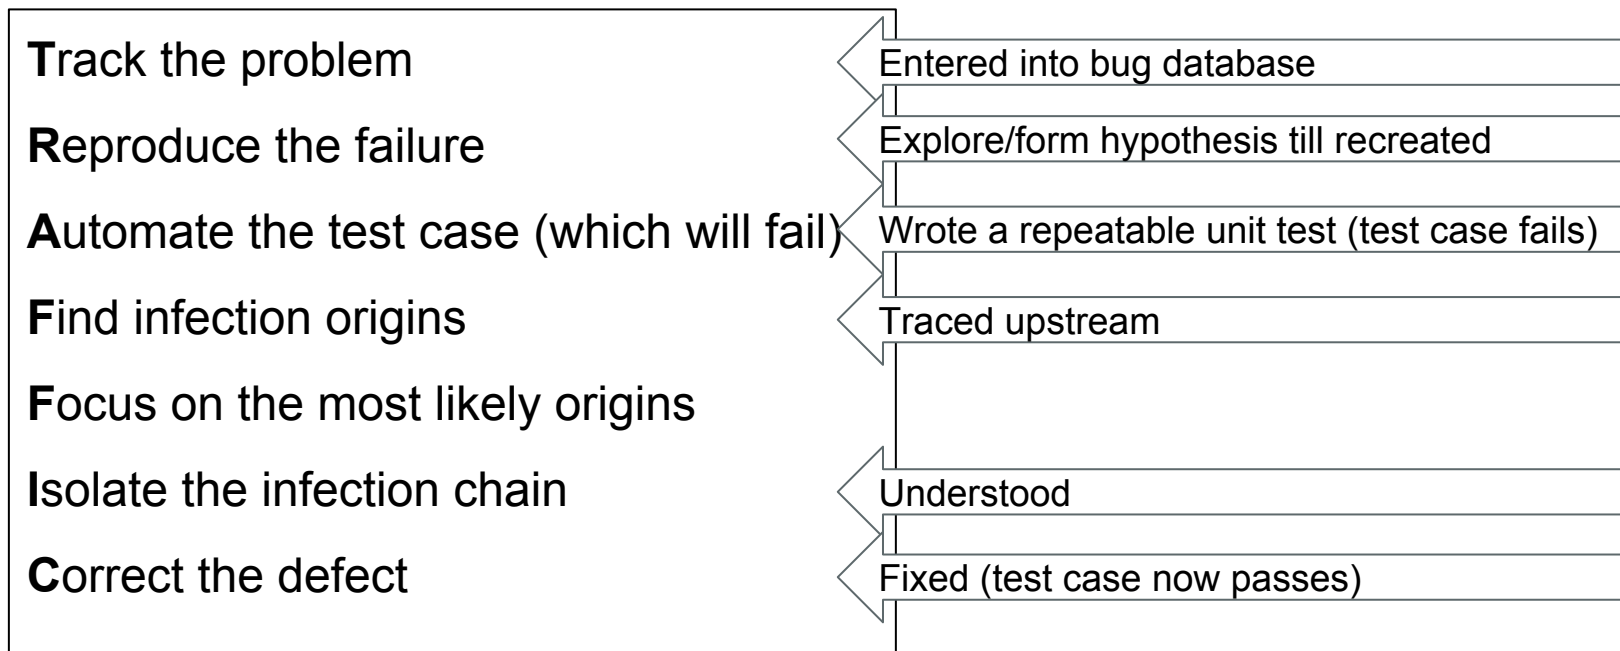 Track the problem
Entered into bug database
Reproduce the failure
Explore/form hypothesis till recreated
Automate the test case (which will fail)
Wrote a repeatable unit test (test case fails)
Find infection origins
Traced upstream
Focus on the most likely origins
Isolate the infection chain
Understood
Correct the defect
Fixed (test case now passes)